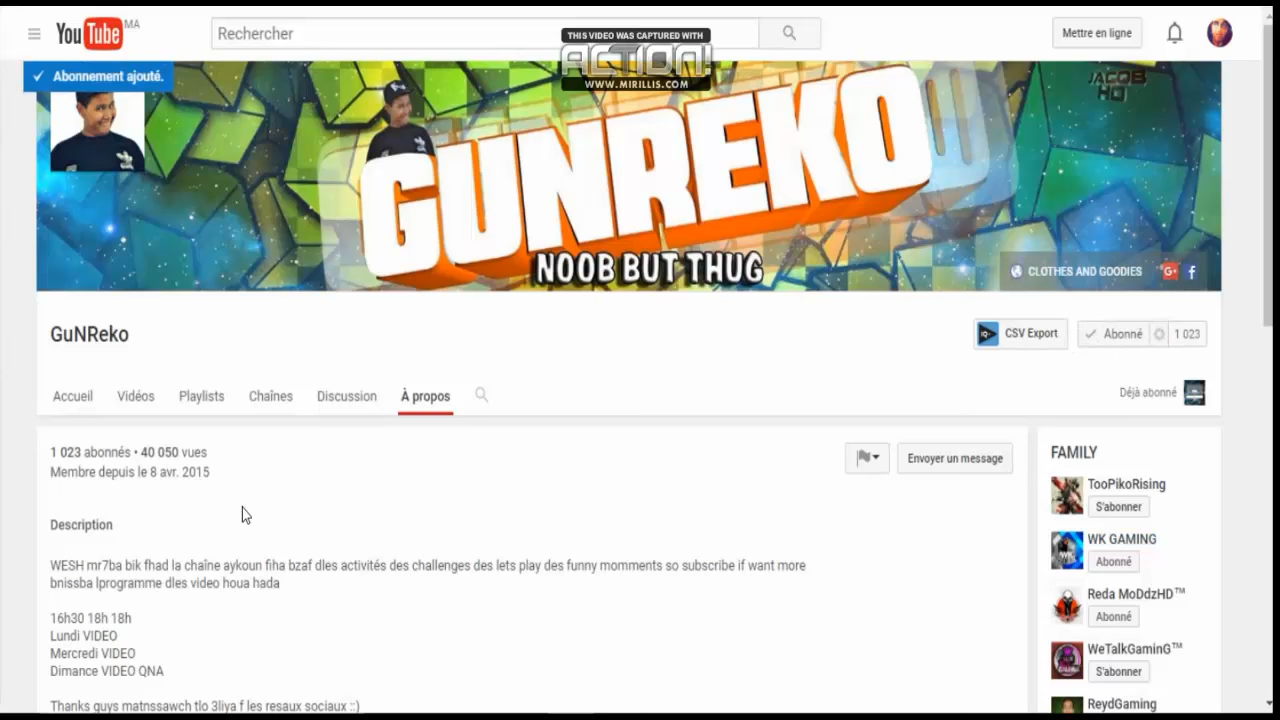 YouTube MA
Rechercher
THIS VIDEO WAS CAPTURED WITH
ACTION!
WWW.MIRILLIS.COM
Mettre en ligne
Abonnement ajouté.
JACOB
HD
GUNREKO
NOOB BUT THUG
CLOTHES AND GOODIES
GuNReko
CSV Export
Abonné 1 023
Accueil Vidéos Playlists Chaînes Discussion À propos
Déjà abonné
1 023 abonnés • 40 050 vues
Membre depuis le 8 avr. 2015
Envoyer un message
Description
WESH mr7ba bik fhad la chaîne aykoun fiha bzaf dles activités des challenges des lets play des funny momments so subscribe if want more
bnissba lprogramme dles video houa hada
16h30 18h 18h
Lundi VIDEO
Mercredi VIDEO
Dimance VIDEO QNA
Thanks guys matnssawch tlo 3liya f les resaux sociaux ::)
FAMILY
TooPikoRising
S'abonner
WK GAMING
Abonné
Reda MoDdzHD™
Abonné
WeTalkGaminG™
S'abonner
ReydGaming